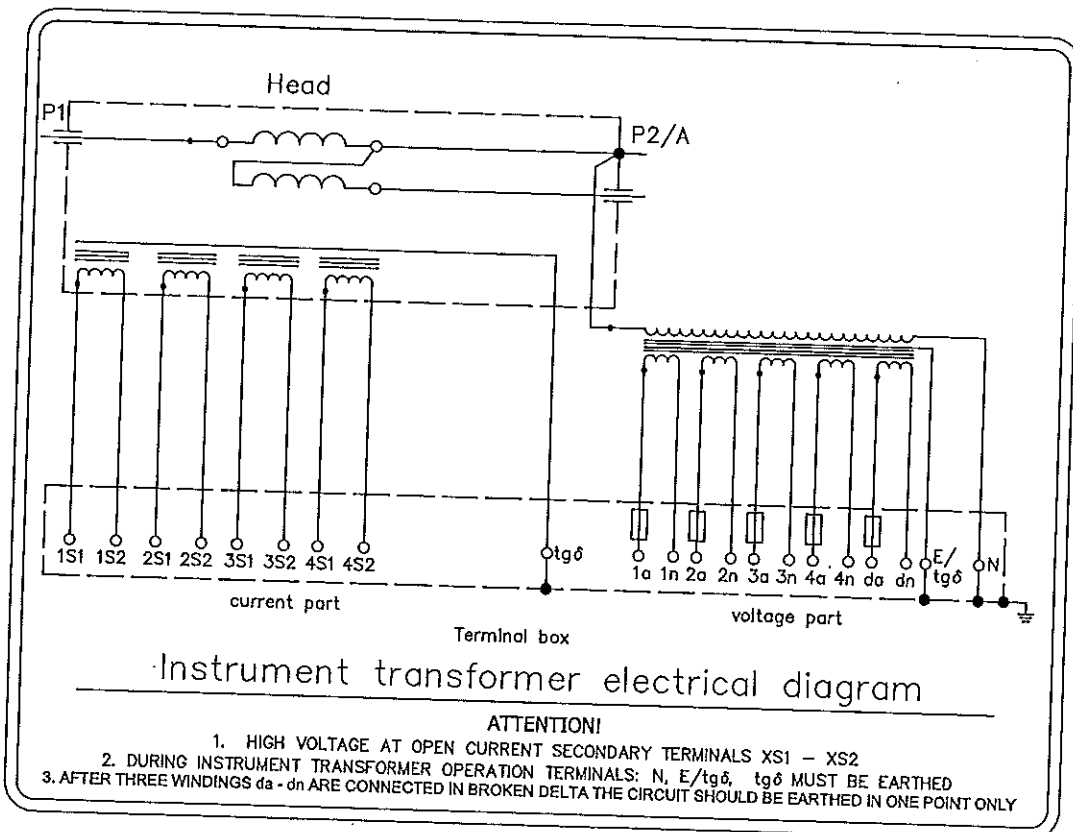 Head
P1
P2/A
1S1 1S2 2S1 2S2 3S1 3S2 4S1 4S2
tgδ
1a 1n 2a 2n 3a 3n 4a 4n da dn
E/
tgδ
N
current part
voltage part
Terminal box
Instrument transformer electrical diagram
ATTENTION!
1. HIGH VOLTAGE AT OPEN CURRENT SECONDARY TERMINALS XS1 – XS2
2. DURING INSTRUMENT TRANSFORMER OPERATION TERMINALS: N, E/tgδ, tgδ MUST BE EARTHED
3. AFTER THREE WINDINGS da - dn ARE CONNECTED IN BROKEN DELTA THE CIRCUIT SHOULD BE EARTHED IN ONE POINT ONLY